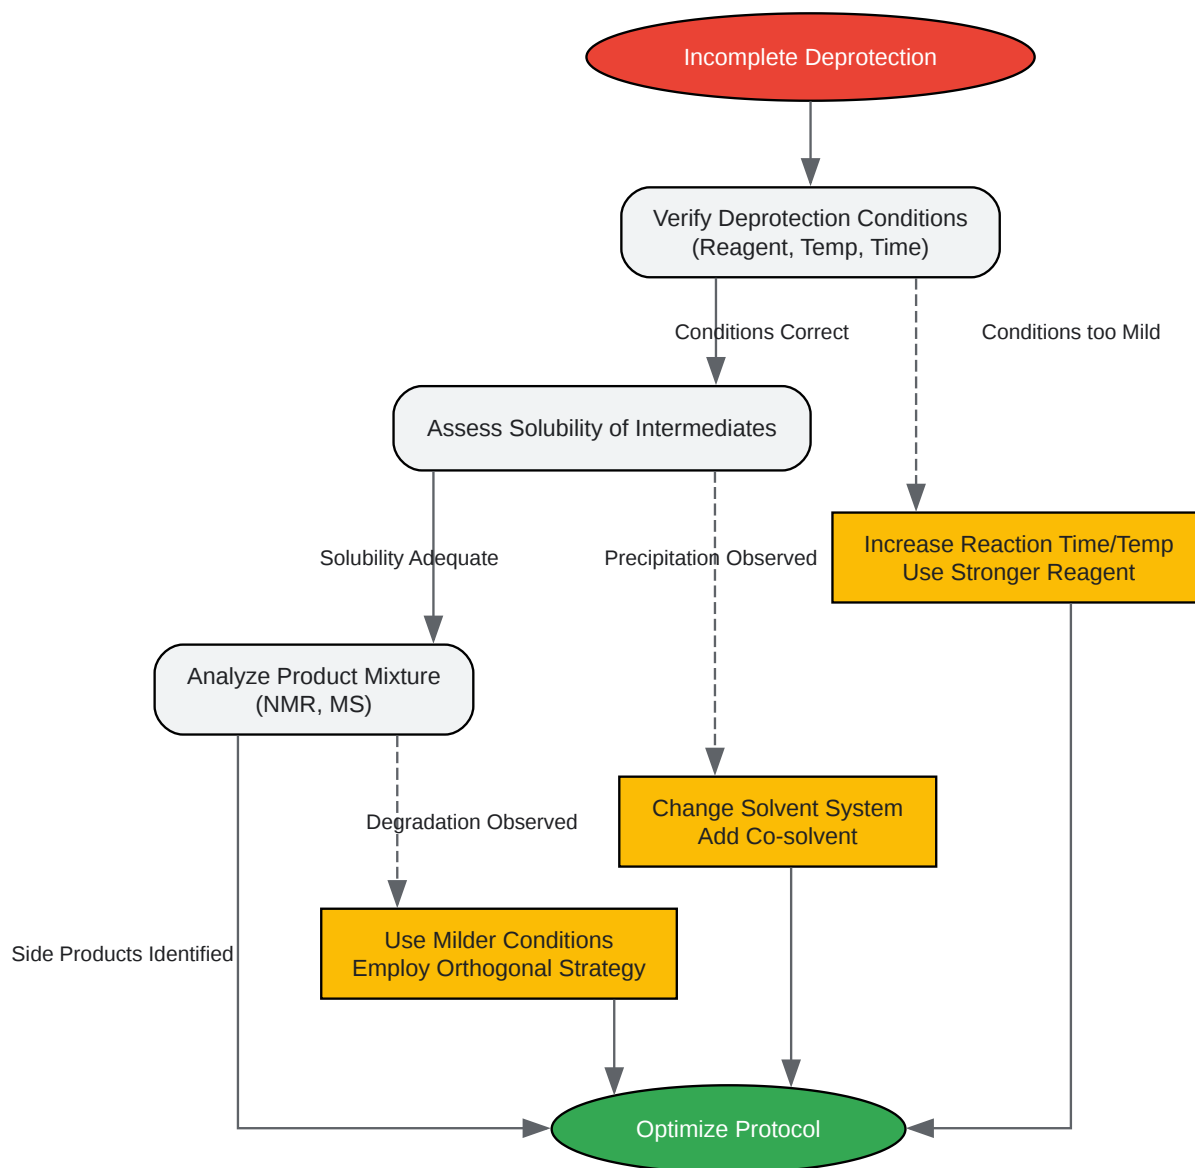 Incomplete Deprotection
Verify Deprotection Conditions
(Reagent, Temp, Time)
Conditions Correct
Conditions too Mild
Assess Solubility of Intermediates
Increase Reaction Time/Temp
Use Stronger Reagent
Solubility Adequate
Precipitation Observed
Analyze Product Mixture
(NMR, MS)
Change Solvent System
Add Co-solvent
Degradation Observed
Use Milder Conditions
Employ Orthogonal Strategy
Side Products Identified
Optimize Protocol